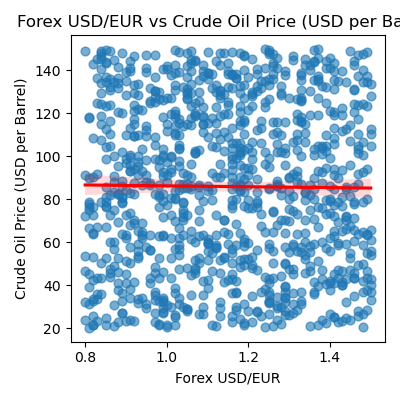 Forex USD/EUR vs Crude Oil Price (USD per Ba
Crude Oil Price (USD per Barrel)
140
120
100
80
60
40
20
0.8 1.0 1.2 1.4
Forex USD/EUR